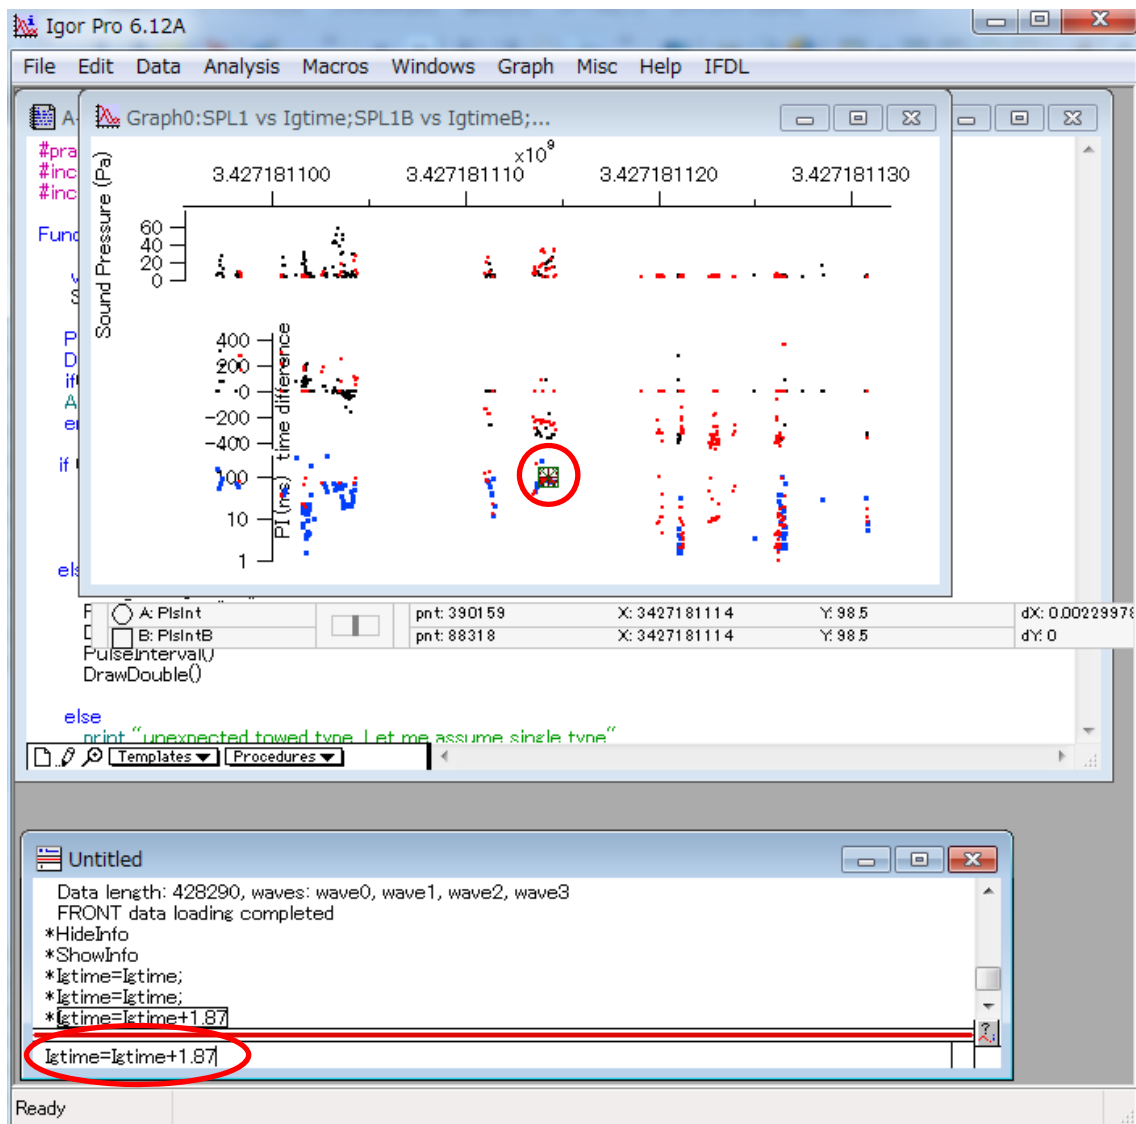 Igor Pro 6.12A
File Edit Data Analysis Macros Windows Graph Misc Help IFDL
Graph0:SPL1 vs Igtime;SPL1B vs IgtimeB;...
#pra
#inc
#inc
Func
P
D
if
A
if
x10^9
3.427181100 3.427181110 3.427181120 3.427181130
Sound Pressure (Pa)
60
40
20
0
time difference
400
200
0
-200
-400
PI (ms)
100
10
1
A: PlsInt pnt: 390159 X: 3427181114 Y: 98.5 dX: 0.00229978
B: PlsIntB pnt: 88318 X: 3427181114 Y: 98.5 dY: 0
PulseInterval()
DrawDouble()
else
print "unexpected towed type. Let me assume single type"
Templates Procedures
Untitled
Data length: 428290, waves: wave0, wave1, wave2, wave3
FRONT data loading completed
*HideInfo
*ShowInfo
*Igtime=Igtime;
*Igtime=Igtime;
*Igtime=Igtime+1.87
Igtime=Igtime+1.87
Ready